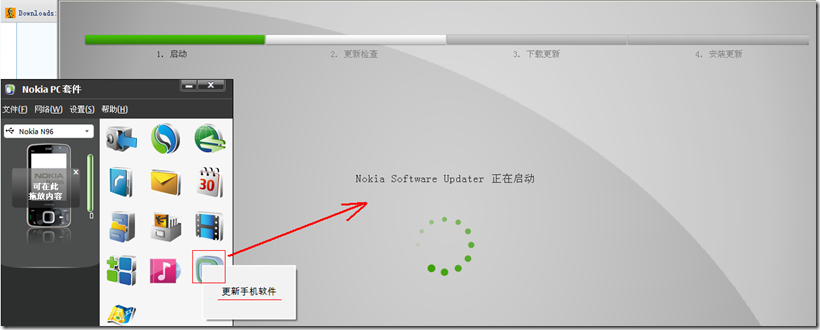 Downloads:
1. 启动
2. 更新检查
3. 下载更新
4. 安装更新
Nokia PC 套件
文件(F) 网络(W) 设置(S) 帮助(H)
Nokia N96
NOKIA
可在此
拖放内容
30
Nokia Software Updater 正在启动
更新手机软件